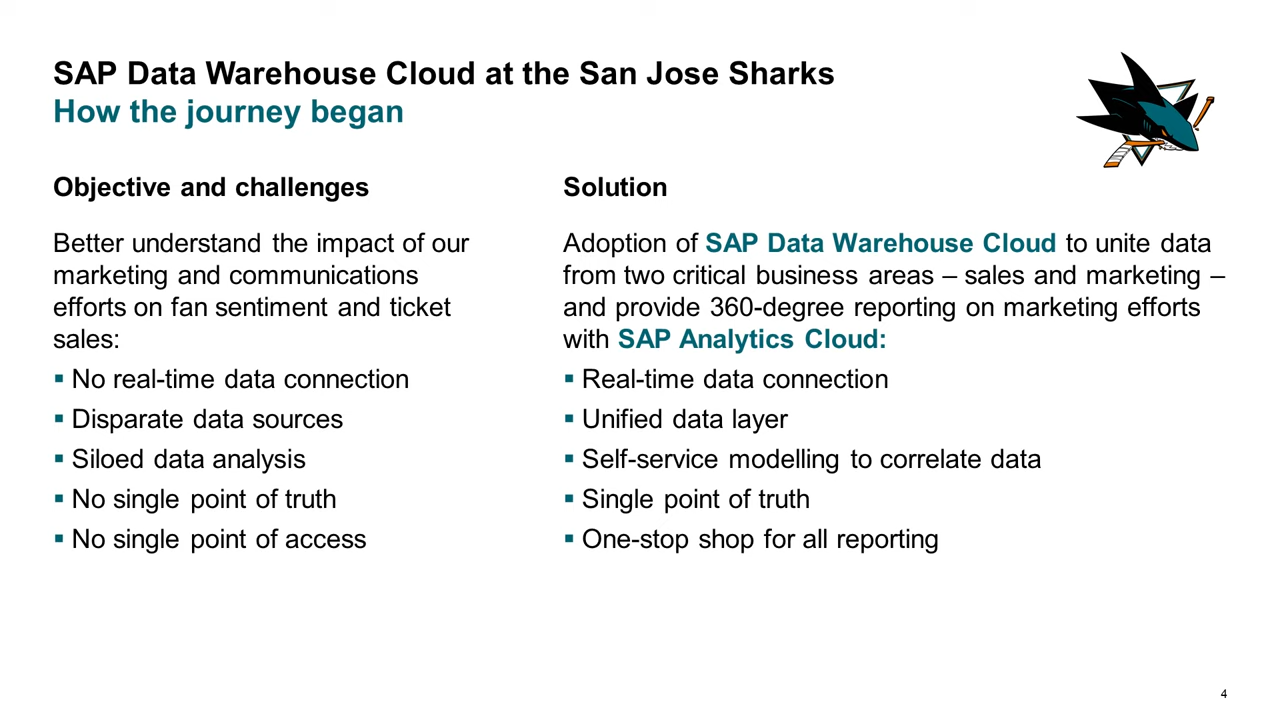 SAP Data Warehouse Cloud at the San Jose Sharks
How the journey began
Objective and challenges
Better understand the impact of our
marketing and communications
efforts on fan sentiment and ticket
sales:
▪ No real-time data connection
▪ Disparate data sources
▪ Siloed data analysis
▪ No single point of truth
▪ No single point of access
Solution
Adoption of SAP Data Warehouse Cloud to unite data
from two critical business areas – sales and marketing –
and provide 360-degree reporting on marketing efforts
with SAP Analytics Cloud:
▪ Real-time data connection
▪ Unified data layer
▪ Self-service modelling to correlate data
▪ Single point of truth
▪ One-stop shop for all reporting
4